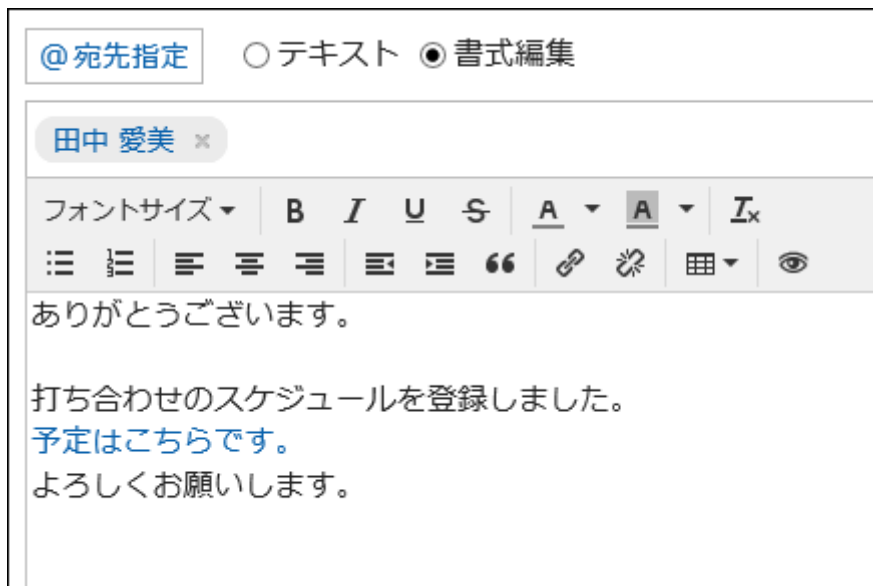 @宛先指定 テキスト 書式編集
田中 愛美 ×
フォントサイズ B I U S A A Tx
ありがとうございます。
打ち合わせのスケジュールを登録しました。
予定はこちらです。
よろしくお願いします。